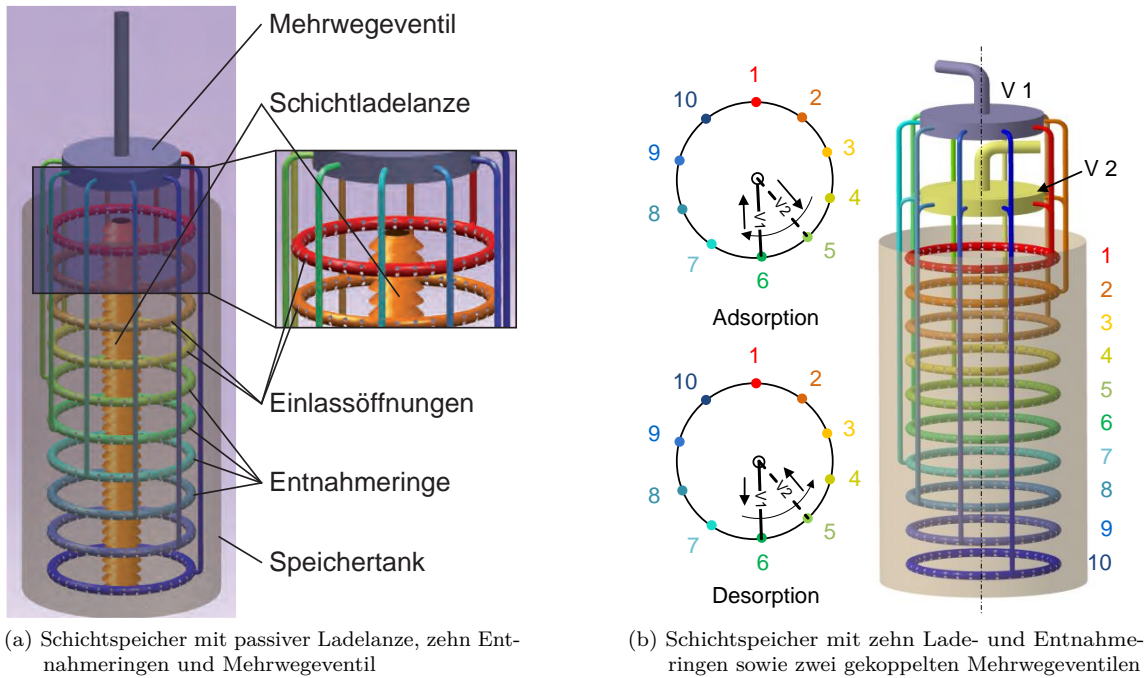 Mehrwegeventil
Schichtladelanze
Einlassöffnungen
Entnahmeringe
Speichertank
(a) Schichtspeicher mit passiver Ladelanze, zehn Ent-
nahmeringen und Mehrwegeventil
1
2
3
4
5
6
7
8
9
10
V1
V2
Adsorption
1
2
3
4
5
6
7
8
9
10
V1
V2
Desorption
V 1
V 2
1
2
3
4
5
6
7
8
9
10
(b) Schichtspeicher mit zehn Lade- und Entnahme-
ringen sowie zwei gekoppelten Mehrwegeventilen